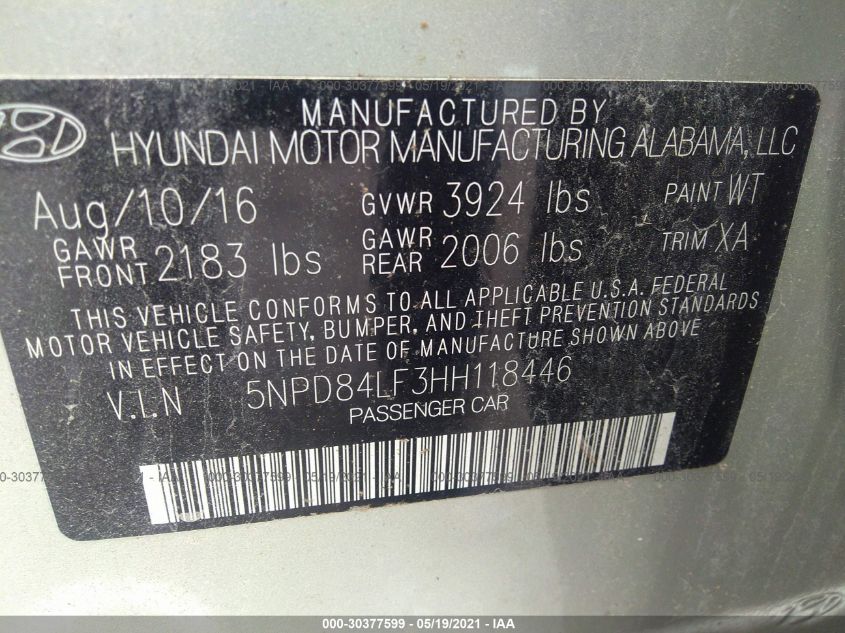 MANUFACTURED BY
HYUNDAI MOTOR MANUFACTURING ALABAMA, LLC
Aug/10/16 GVWR 3924 lbs PAINT WT
GAWR FRONT 2183 lbs GAWR REAR 2006 lbs TRIM XA
THIS VEHICLE CONFORMS TO ALL APPLICABLE U.S.A. FEDERAL
MOTOR VEHICLE SAFETY, BUMPER, AND THEFT PREVENTION STANDARDS
IN EFFECT ON THE DATE OF MANUFACTURE SHOWN ABOVE
V.I.N 5NPD84LF3HH118446
PASSENGER CAR
000-30377599 - 05/19/2021 - IAA